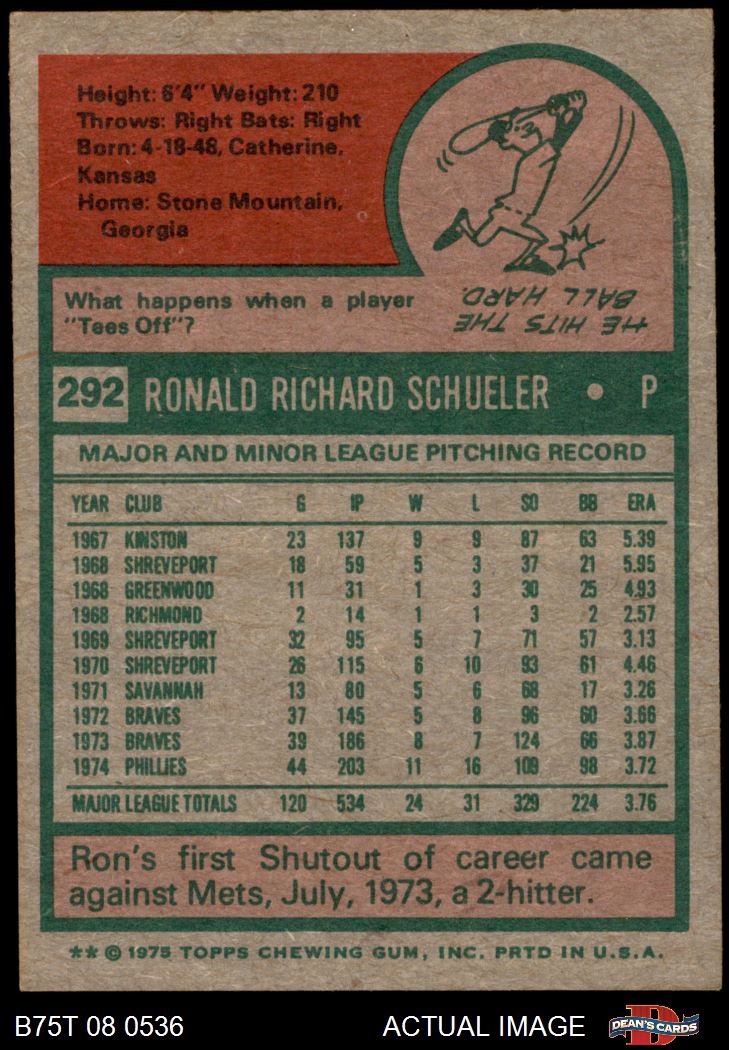 Height: 6'4" Weight: 210
Throws: Right Bats: Right
Born: 4-18-48, Catherine,
Kansas
Home: Stone Mountain,
Georgia
What happens when a player
"Tees Off"?
HE HITS THE
BALL HARD.
292 RONALD RICHARD SCHUELER • P
MAJOR AND MINOR LEAGUE PITCHING RECORD
YEAR CLUB G IP W L SO BB ERA
1967 KINSTON 23 137 9 9 87 63 5.39
1968 SHREVEPORT 18 59 5 3 37 21 5.95
1968 GREENWOOD 11 31 1 3 30 25 4.93
1968 RICHMOND 2 14 1 1 3 2 2.57
1969 SHREVEPORT 32 95 5 7 71 57 3.13
1970 SHREVEPORT 26 115 6 10 93 61 4.46
1971 SAVANNAH 13 80 5 6 68 17 3.26
1972 BRAVES 37 145 5 8 96 60 3.66
1973 BRAVES 39 186 8 7 124 66 3.87
1974 PHILLIES 44 203 11 16 109 98 3.72
MAJOR LEAGUE TOTALS 120 534 24 31 329 224 3.76
Ron's first Shutout of career came
against Mets, July, 1973, a 2-hitter.
** © 1975 TOPPS CHEWING GUM, INC. PRTD IN U.S.A.
B75T 08 0536 ACTUAL IMAGE DEAN'S CARDS